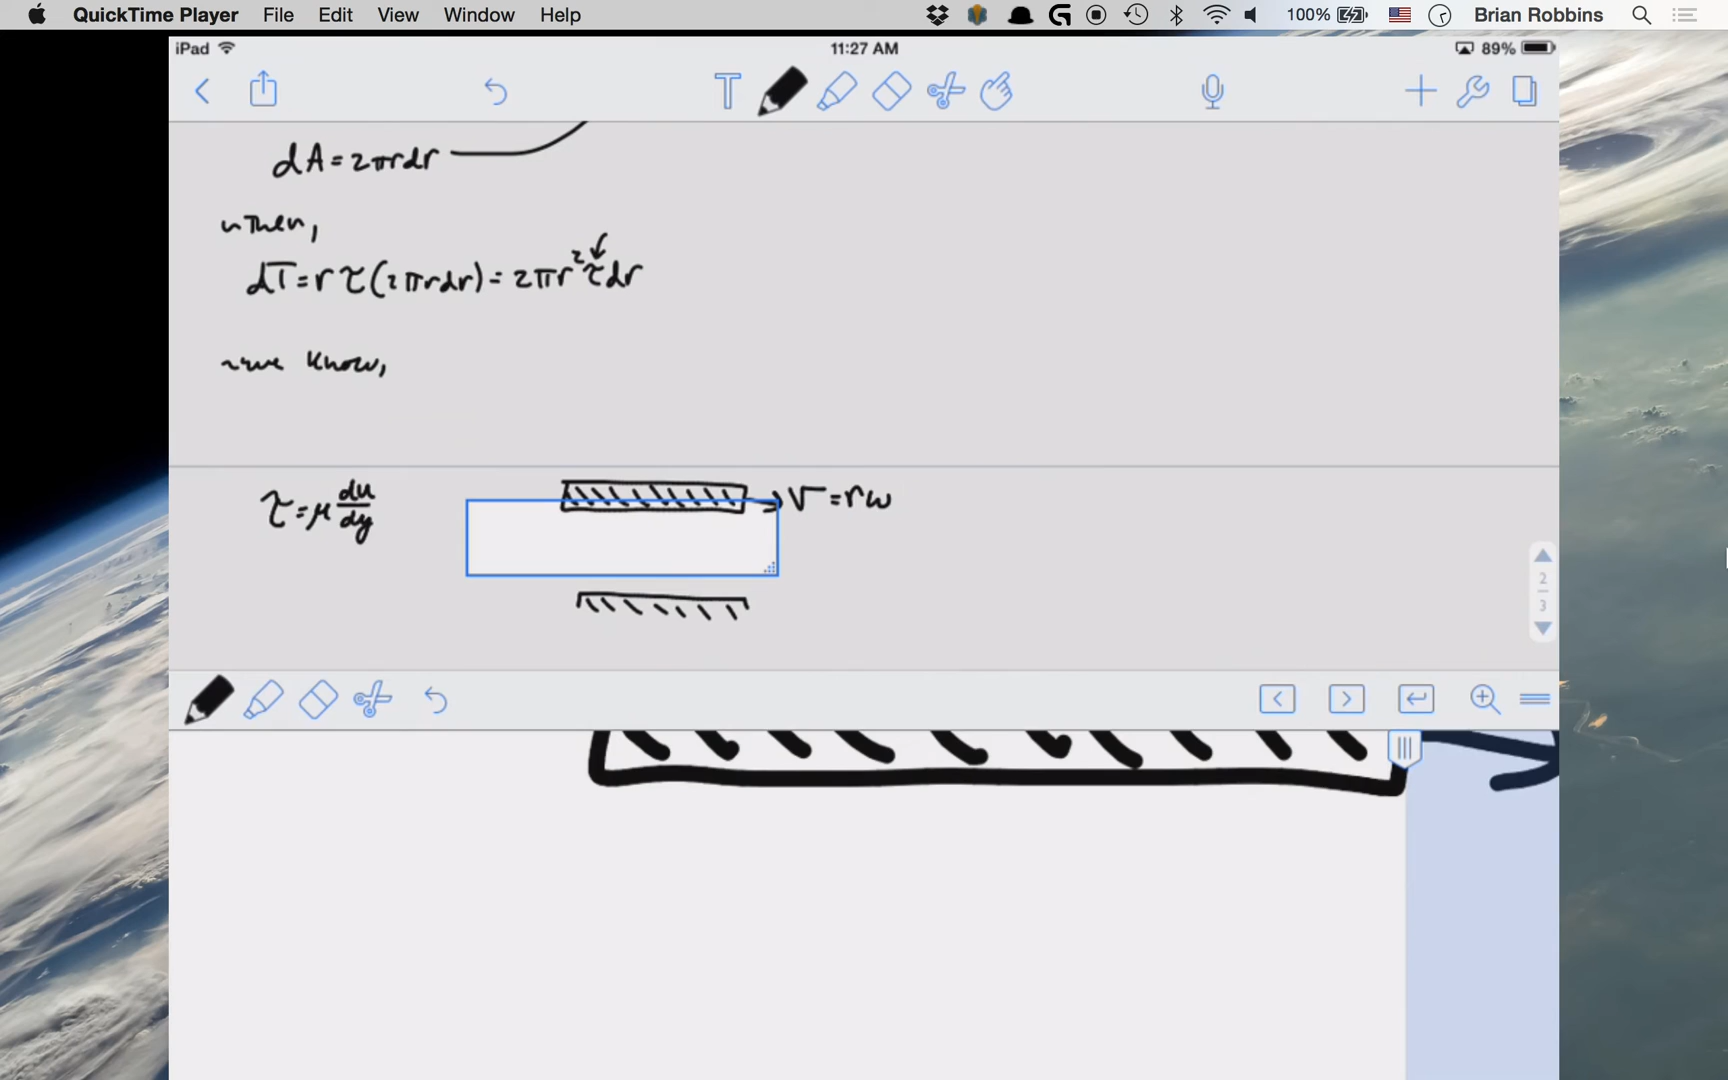 QuickTime Player File Edit View Window Help 100% Brian Robbins
iPad 11:27 AM 89%
T
dA = 2πrdr
Then,
dT = rτ(2πrdr) = 2πr²τdr
we know,
τ = μ du/dy V = rω
2
3